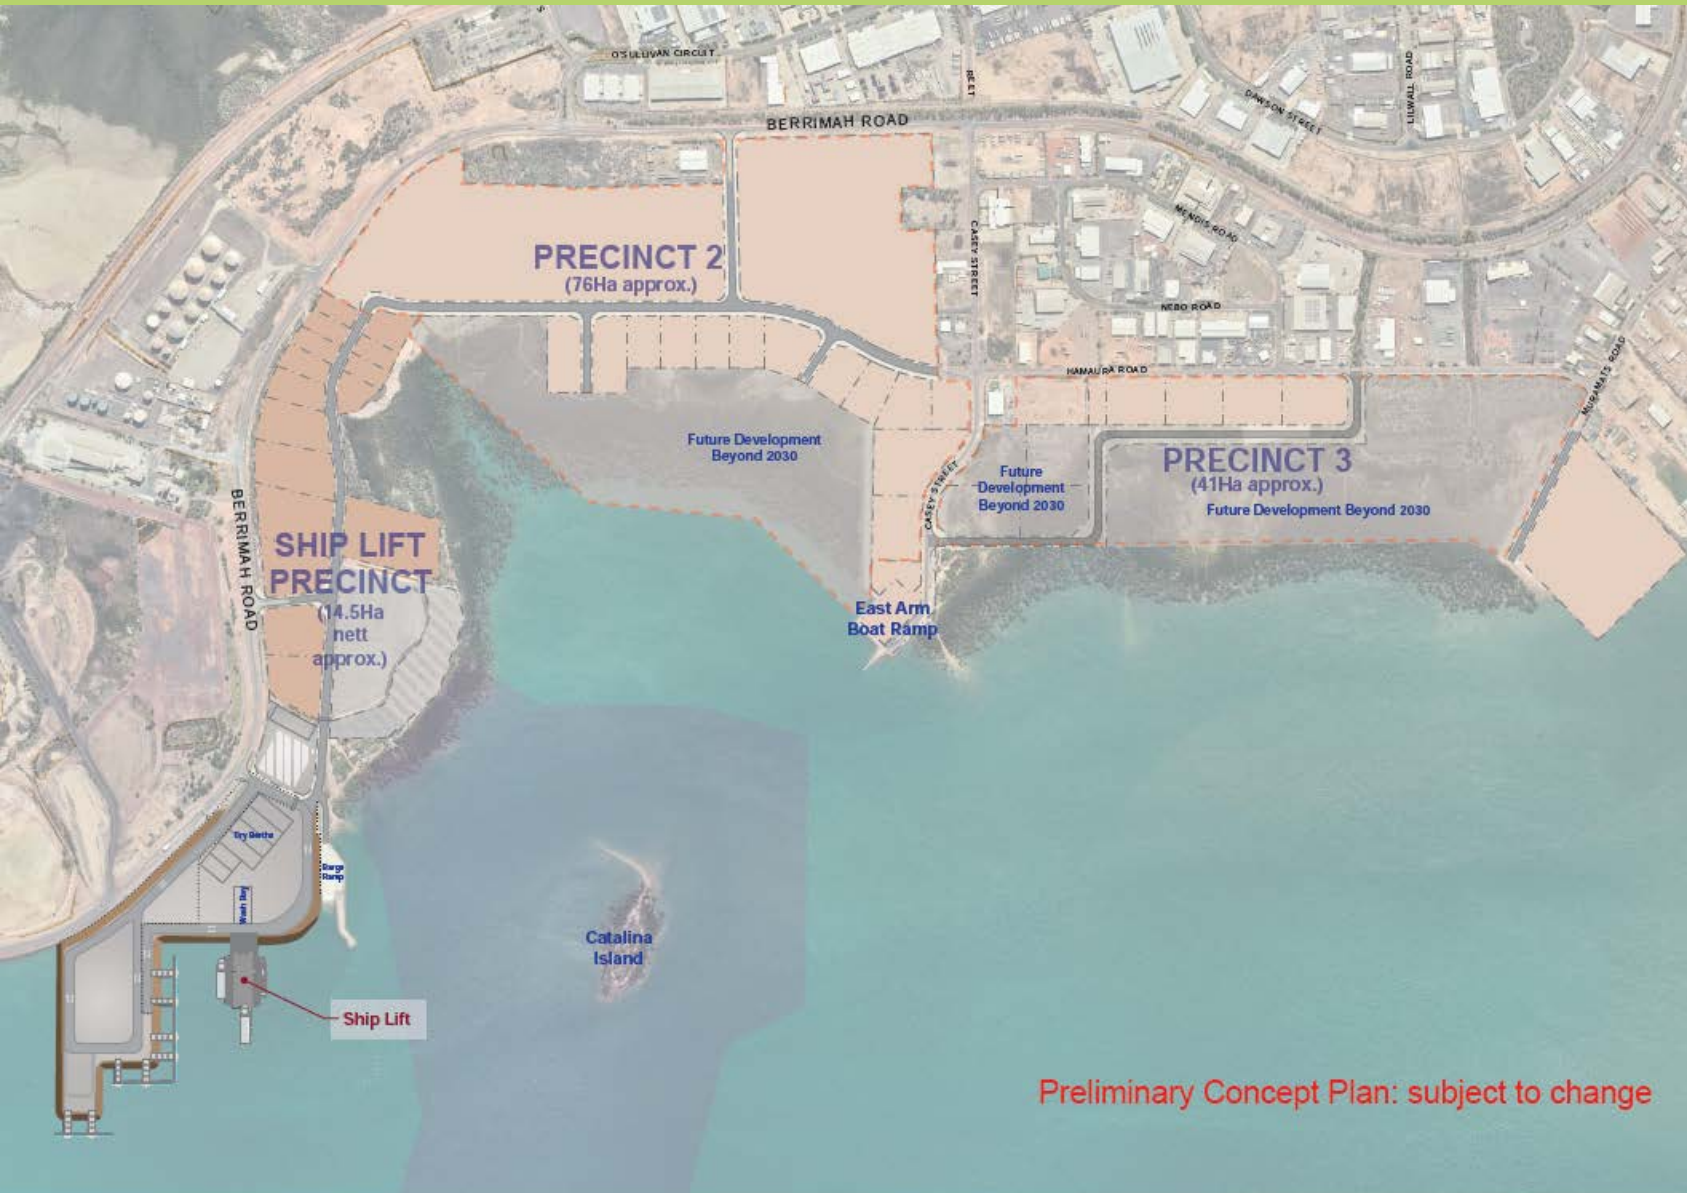 O'SULLIVAN CIRCUIT
REET
DAWSON STREET
LILWALL ROAD
BERRIMAH ROAD
MENDIS ROAD
CASEY STREET
PRECINCT 2
(76Ha approx.)
NEBO ROAD
HAMAURA ROAD
MURAMATS ROAD
Future Development
Beyond 2030
Future
Development
Beyond 2030
PRECINCT 3
(41Ha approx.)
Future Development Beyond 2030
CASEY STREET
BERRIMAH ROAD
SHIP LIFT
PRECINCT
(14.5Ha
nett
approx.)
East Arm
Boat Ramp
Dry Berths
Barge
Ramp
Wash Bay
Catalina
Island
Ship Lift
Preliminary Concept Plan: subject to change